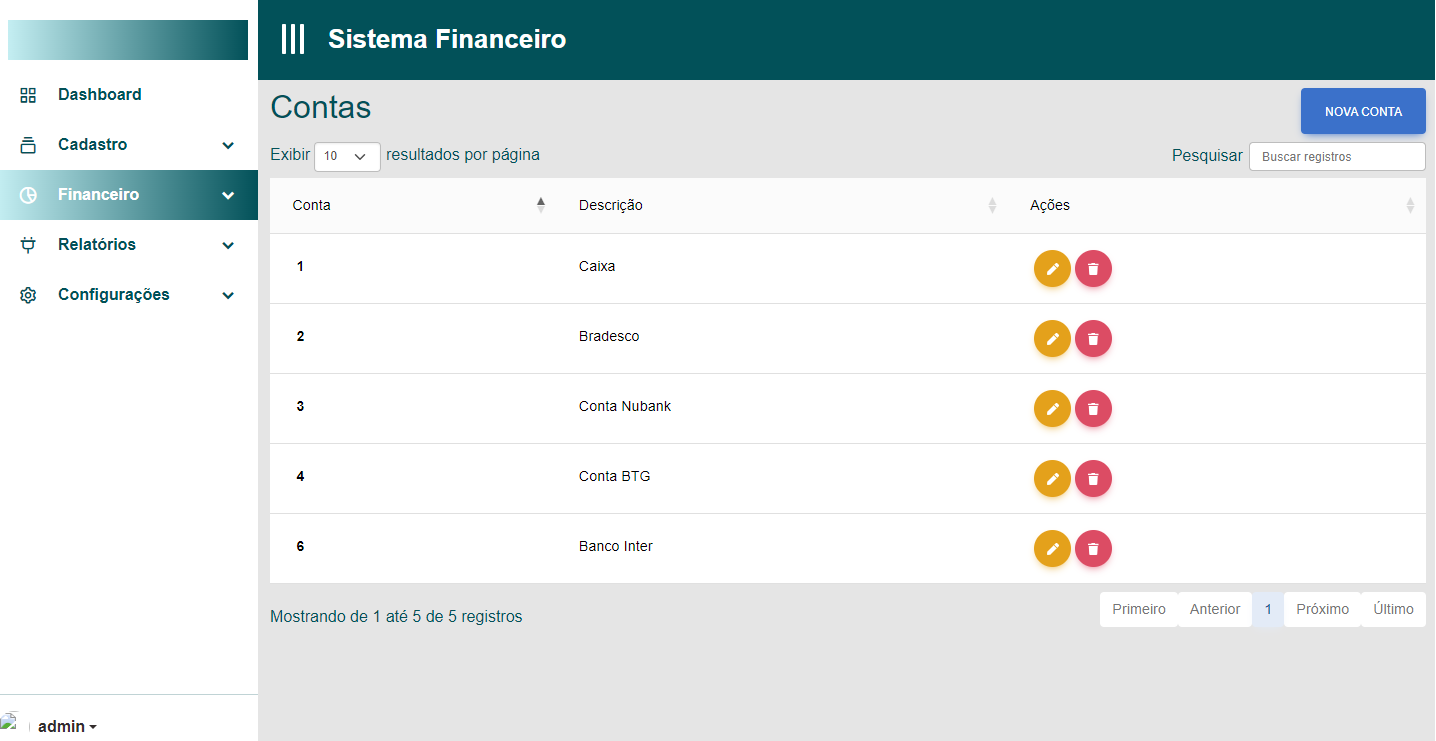 Sistema Financeiro
Dashboard
Cadastro
Financeiro
Relatórios
Configurações
admin
Contas
NOVA CONTA
Exibir 10 resultados por página
Pesquisar Buscar registros
Conta Descrição Ações
1 Caixa
2 Bradesco
3 Conta Nubank
4 Conta BTG
6 Banco Inter
Mostrando de 1 até 5 de 5 registros
Primeiro Anterior 1 Próximo Último